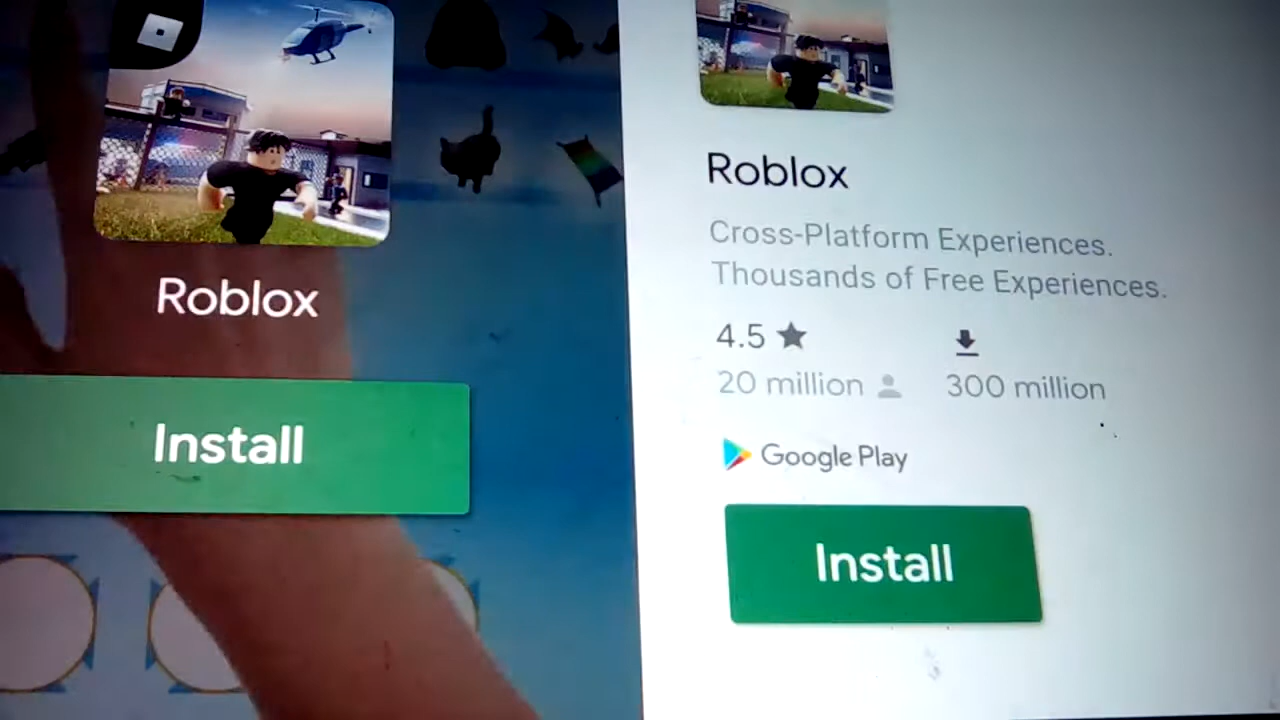 Roblox
Install
Roblox
Cross-Platform Experiences.
Thousands of Free Experiences.
4.5
20 million
300 million
Google Play
Install